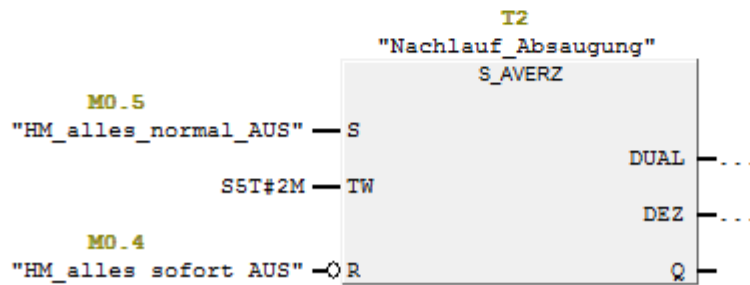 T2
"Nachlauf_Absaugung"
S_AVERZ
M0.5
"HM_alles_normal_AUS" S
DUAL ...
S5T#2M TW
DEZ ...
M0.4
"HM_alles sofort AUS" R
Q